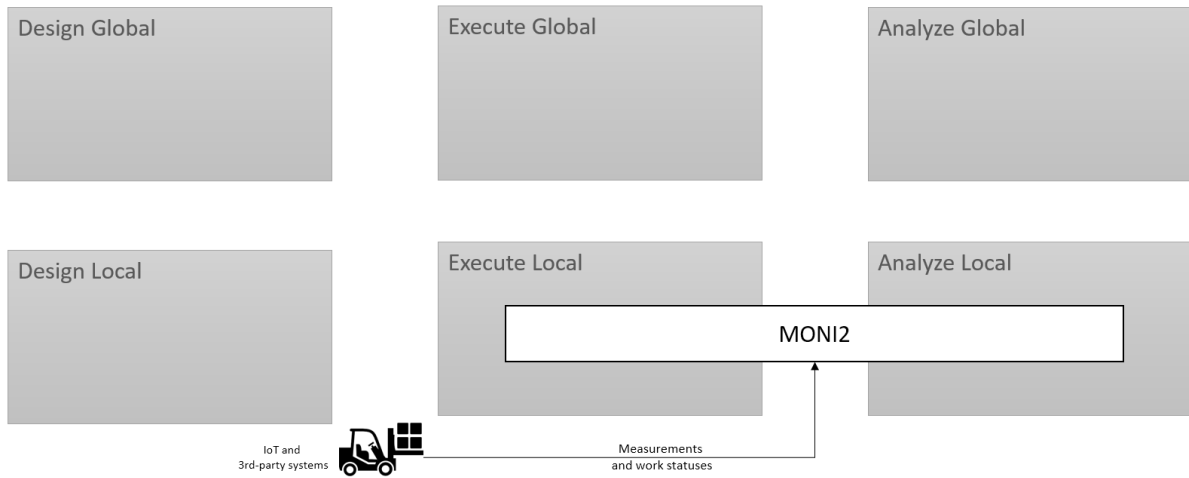 Design Global
Execute Global
Analyze Global
Design Local
Execute Local
Analyze Local
MONI2
IoT and
3rd-party systems
Measurements
and work statuses